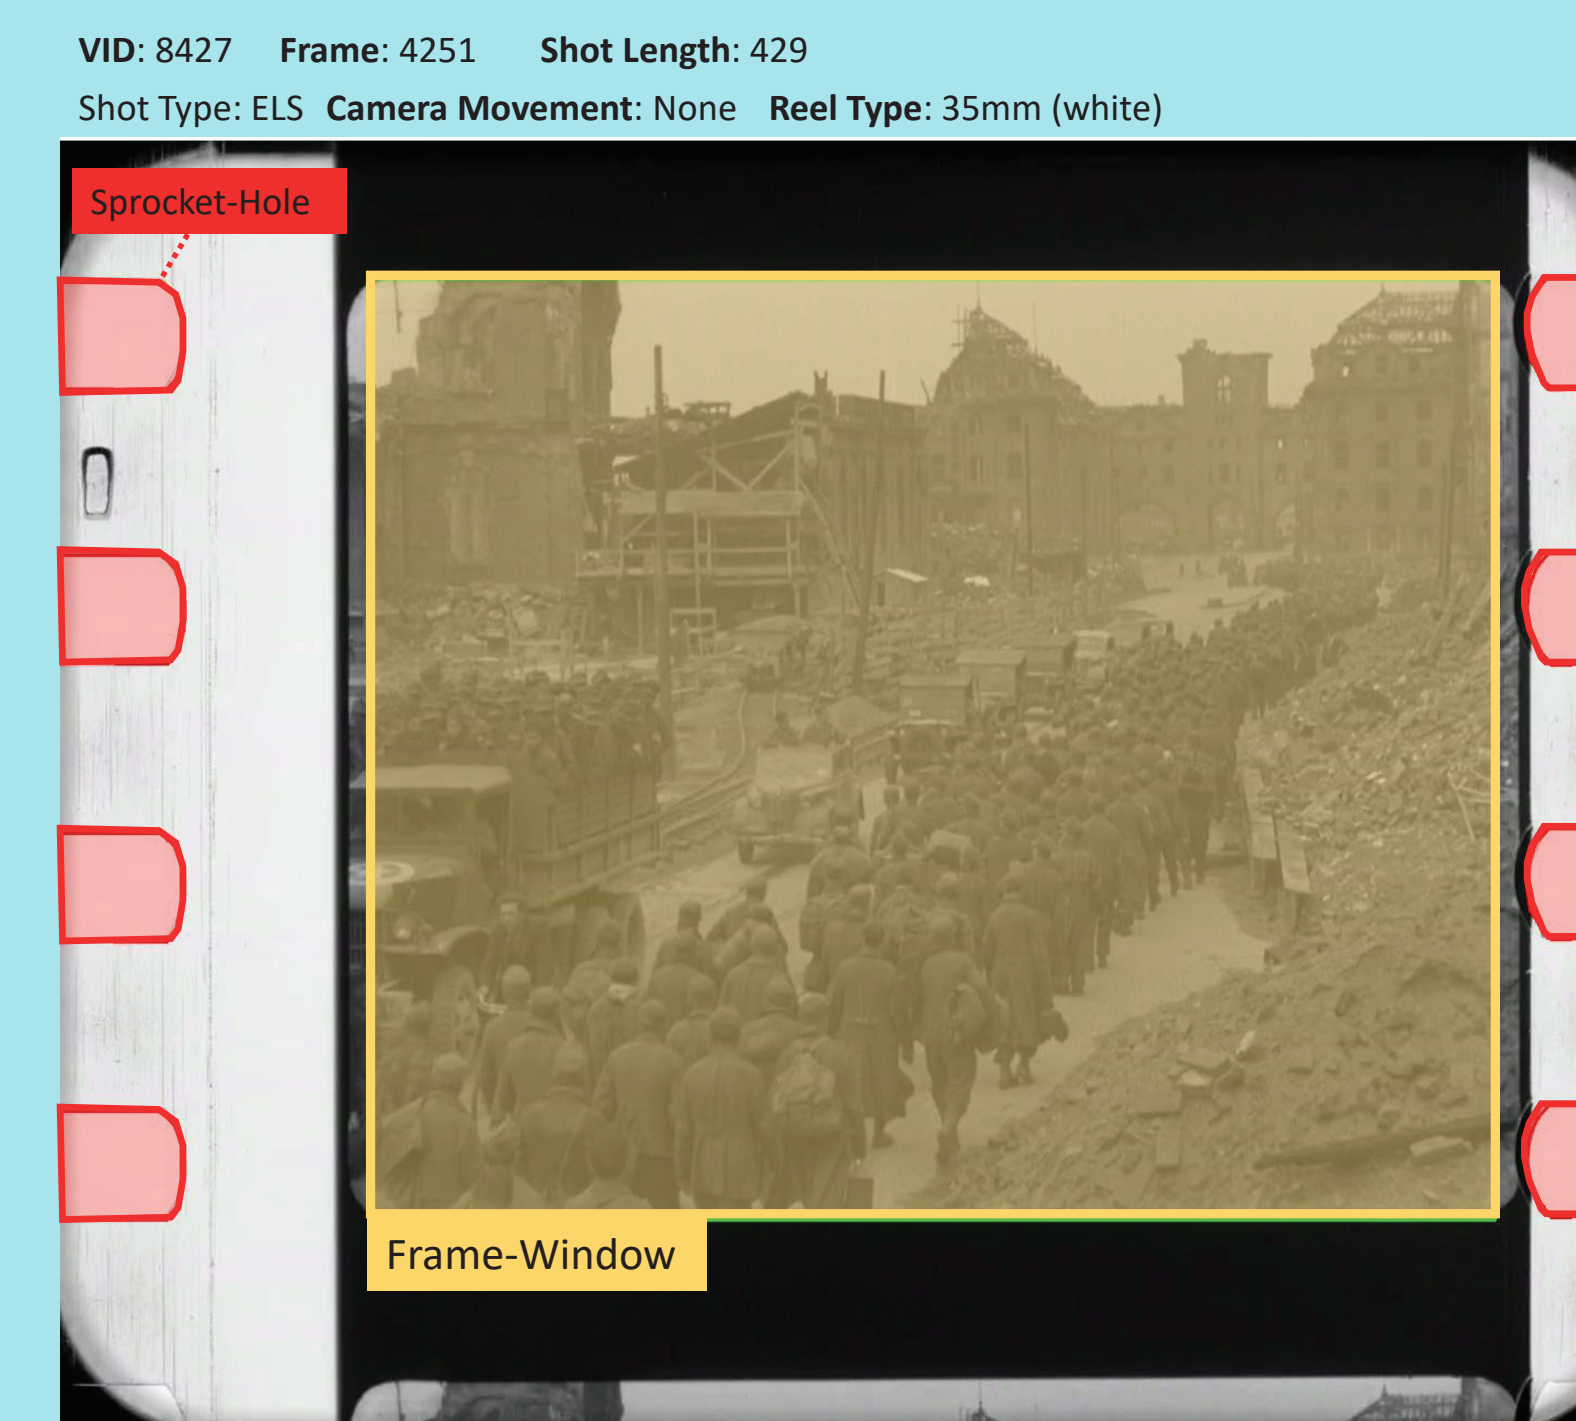 VID: 8427 Frame: 4251 Shot Length: 429
Shot Type: ELS Camera Movement: None Reel Type: 35mm (white)
Sprocket-Hole
Frame-Window